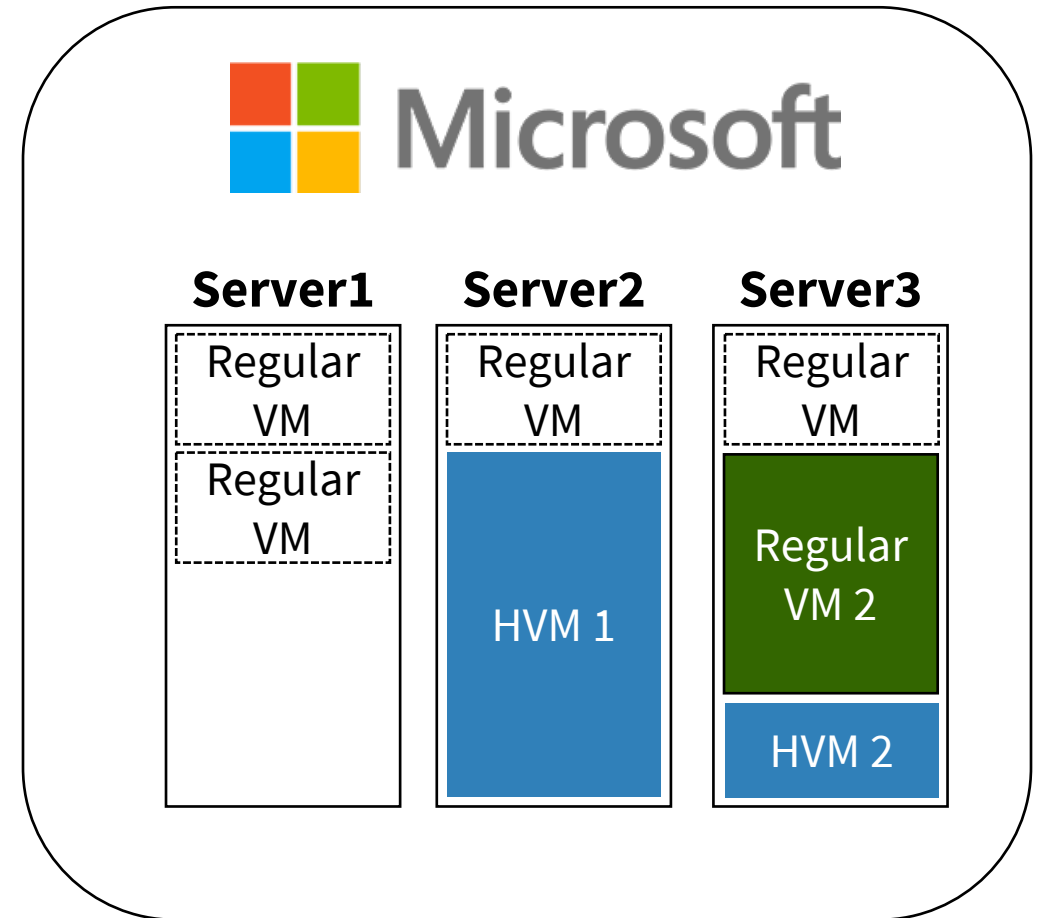 Microsoft
Server1
Server2
Server3
Regular
VM
Regular
VM
Regular
VM
HVM 1
Regular
VM
Regular
VM 2
HVM 2